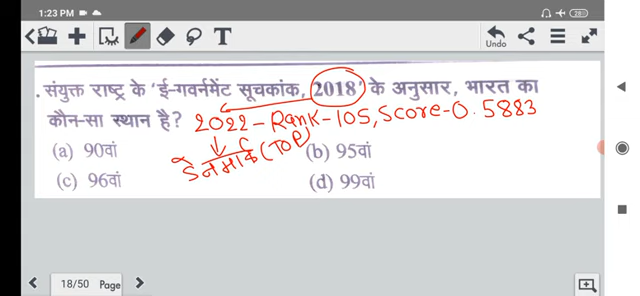 1:23 PM
28
T
Undo
. संयुक्त राष्ट्र के 'ई-गवर्नमेंट सूचकांक, 2018' के अनुसार, भारत का
कौन-सा स्थान है? 2022 - Rank - 105, Score - 0.5883
डेनमार्क (TOP)
(a) 90वां (b) 95वां
(c) 96वां (d) 99वां
18/50 Page